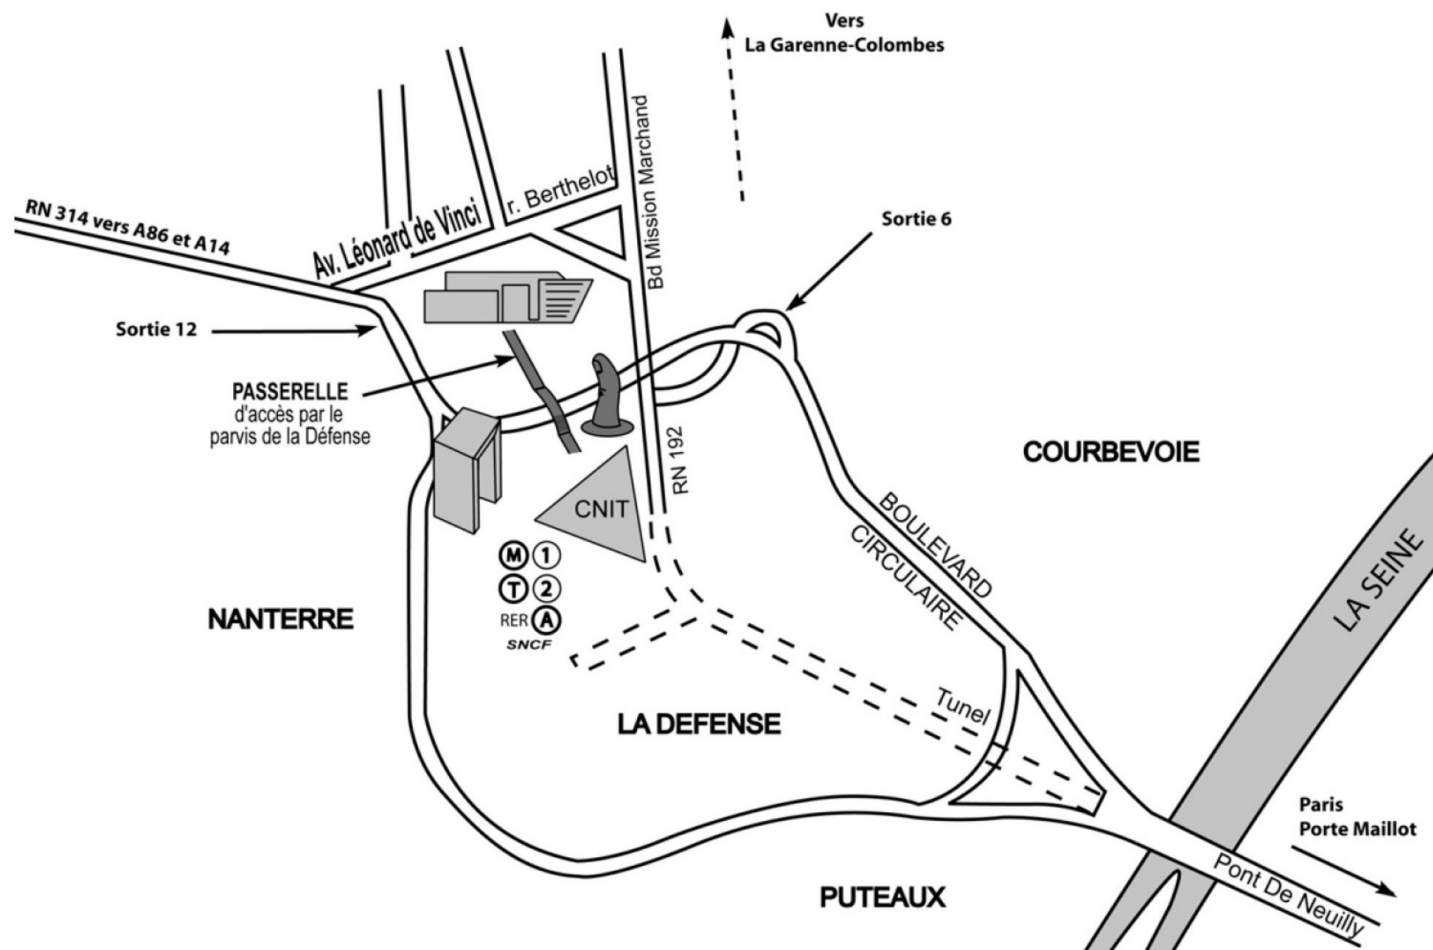 Vers
La Garenne-Colombes
Bd Mission Marchand
r. Berthelot
Av. Léonard de Vinci
RN 314 vers A86 et A14
Sortie 6
Sortie 12
PASSERELLE
d'accès par le
parvis de la Défense
RN 192
COURBEVOIE
CNIT
BOULEVARD
CIRCULAIRE
LA SEINE
M 1
T 2
RER A
SNCF
NANTERRE
Tunel
LA DEFENSE
Paris
Porte Maillot
Pont De Neuilly
PUTEAUX